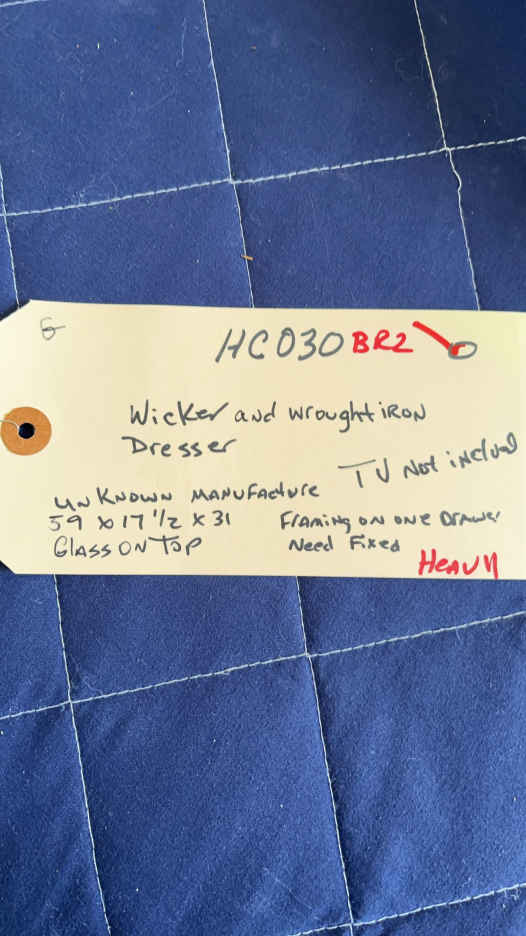 HC030 BR2
Wicker and wrought iRON
Dresser
TV Not includ
UNKNOWN MANUFacture
59 x 17 1/2 x 31
FRaming ON ONE DRawer
Glass ON Top
Need Fixed
HEAVY